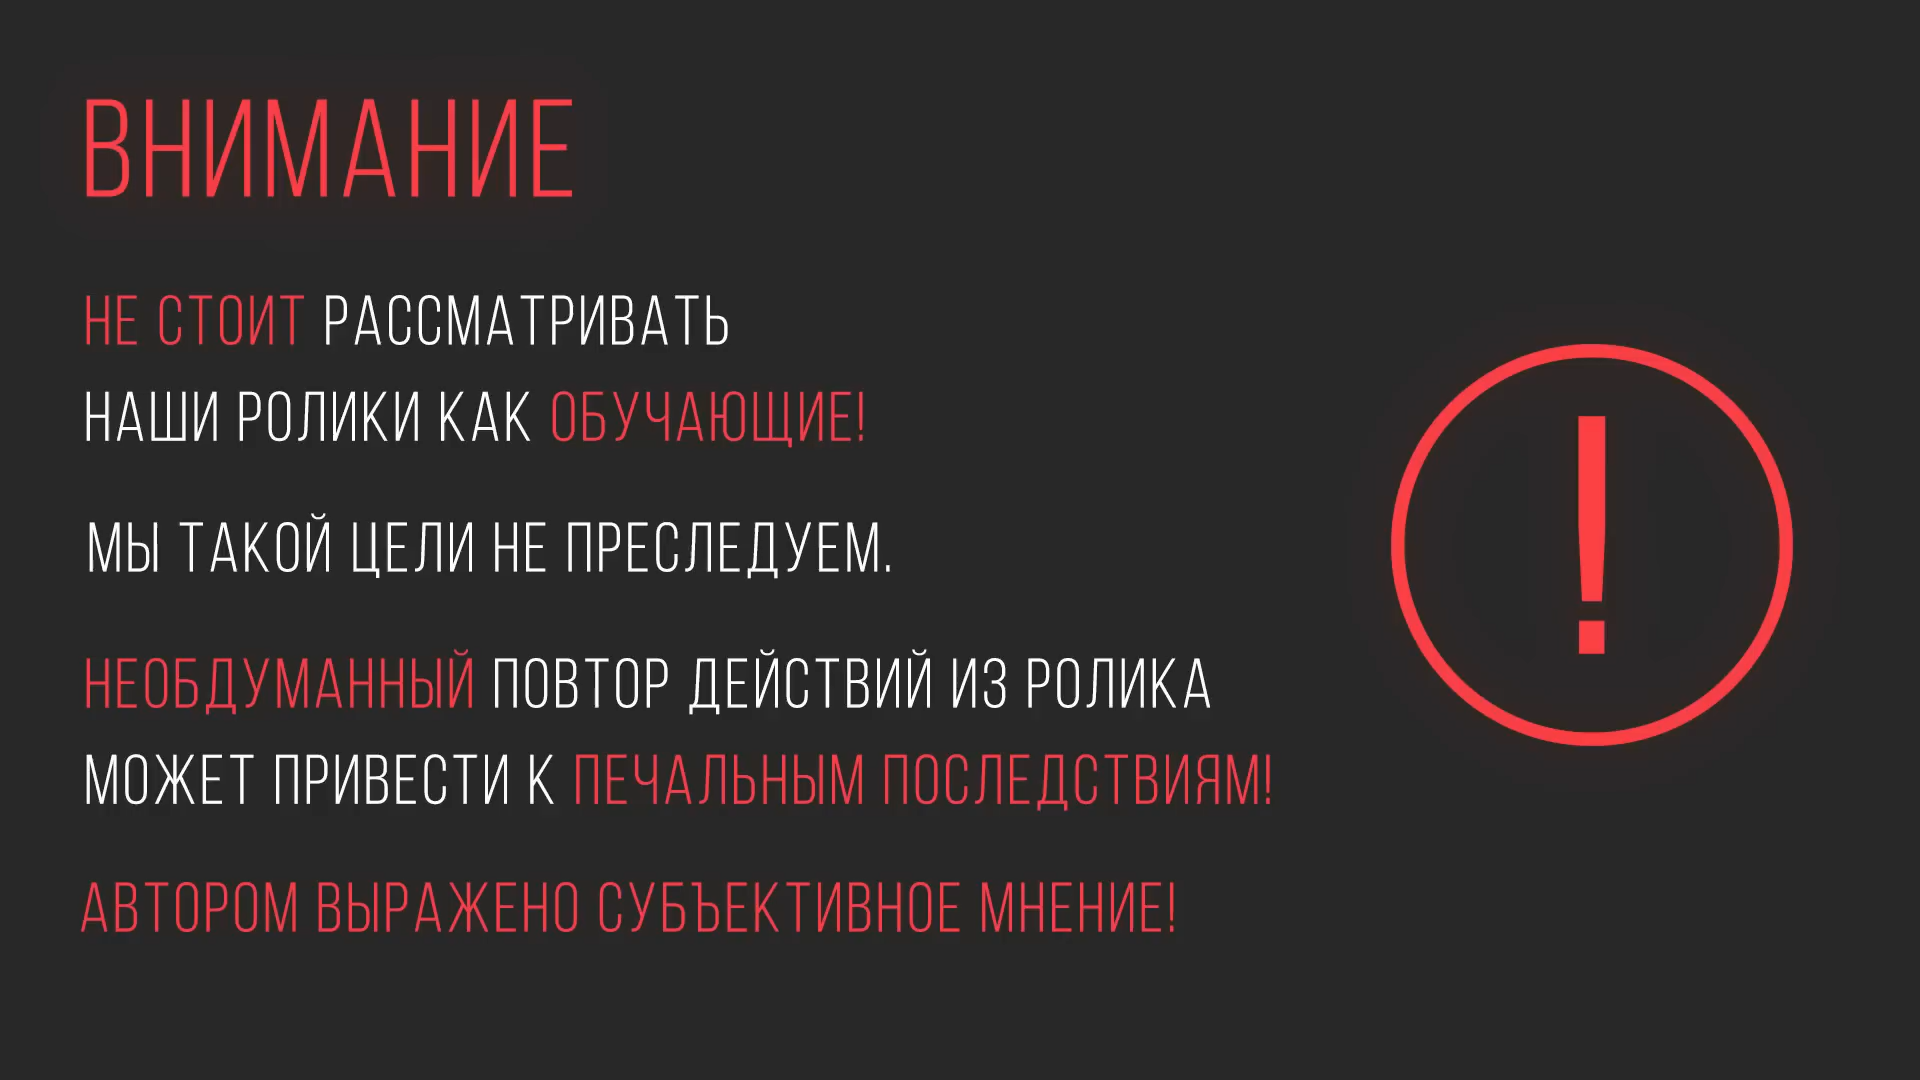 ВНИМАНИЕ
НЕ СТОИТ РАССМАТРИВАТЬ
НАШИ РОЛИКИ КАК ОБУЧАЮЩИЕ!
МЫ ТАКОЙ ЦЕЛИ НЕ ПРЕСЛЕДУЕМ.
НЕОБДУМАННЫЙ ПОВТОР ДЕЙСТВИЙ ИЗ РОЛИКА
МОЖЕТ ПРИВЕСТИ К ПЕЧАЛЬНЫМ ПОСЛЕДСТВИЯМ!
АВТОРОМ ВЫРАЖЕНО СУБЪЕКТИВНОЕ МНЕНИЕ!
!